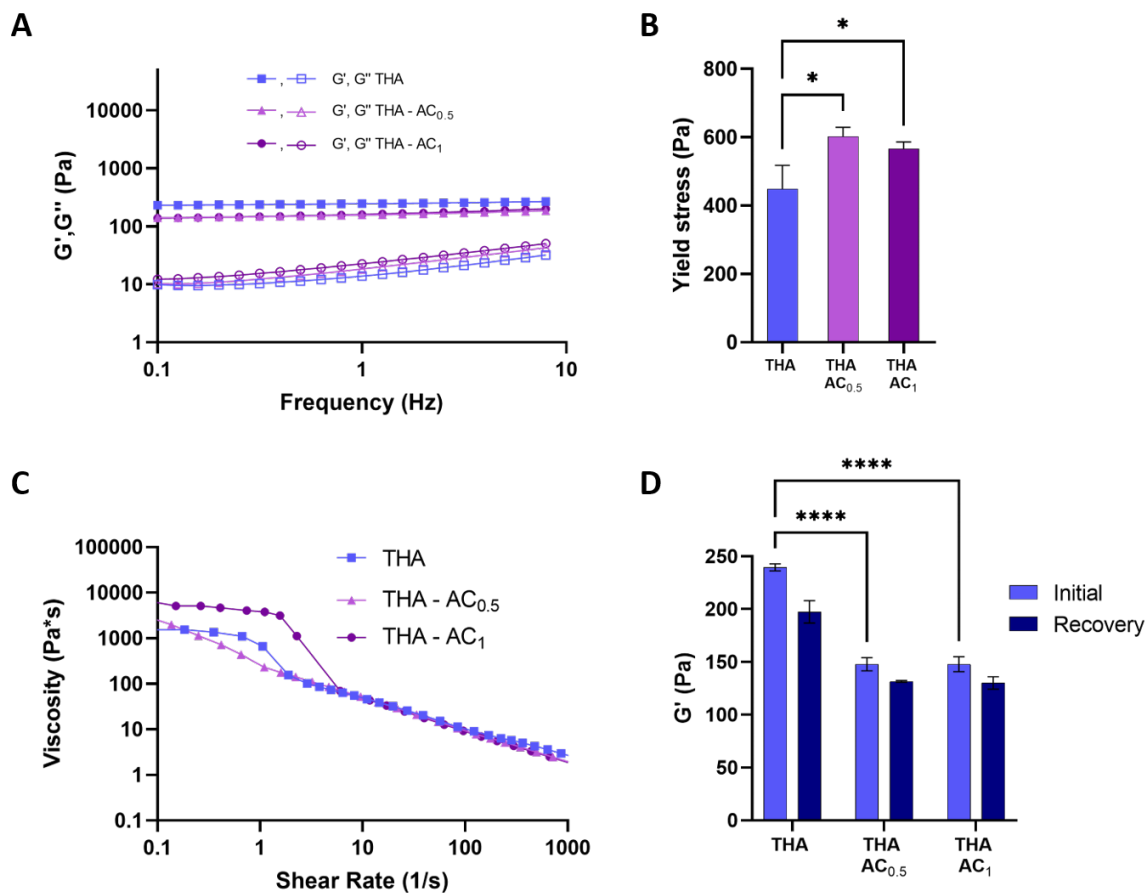 A
G',G'' (Pa)
10000
1000
100
10
1
0.1
1
10
Frequency (Hz)
, G', G'' THA
, G', G'' THA - AC0.5
, G', G'' THA - AC1
B
Yield stress (Pa)
800
600
400
200
0
*
*
THA
THA
AC0.5
THA
AC1
C
Viscosity (Pa*s)
100000
10000
1000
100
10
1
0.1
0.1
1
10
100
1000
Shear Rate (1/s)
THA
THA - AC0.5
THA - AC1
D
G' (Pa)
250
200
150
100
50
0
****
****
THA
THA
AC0.5
THA
AC1
Initial
Recovery